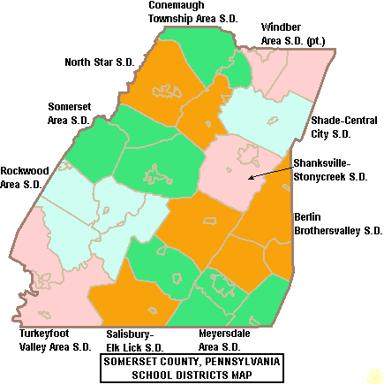 Conemaugh
Township Area S.D.
Windber
Area S.D. (pt.)
North Star S.D.
Somerset
Area S.D.
Shade-Central
City S.D.
Shanksville-
Stonycreek S.D.
Rockwood
Area S.D.
Berlin
Brothersvalley S.D.
Turkeyfoot
Valley Area S.D.
Salisbury-
Elk Lick S.D.
Meyersdale
Area S.D.
SOMERSET COUNTY, PENNSYLVANIA
SCHOOL DISTRICTS MAP